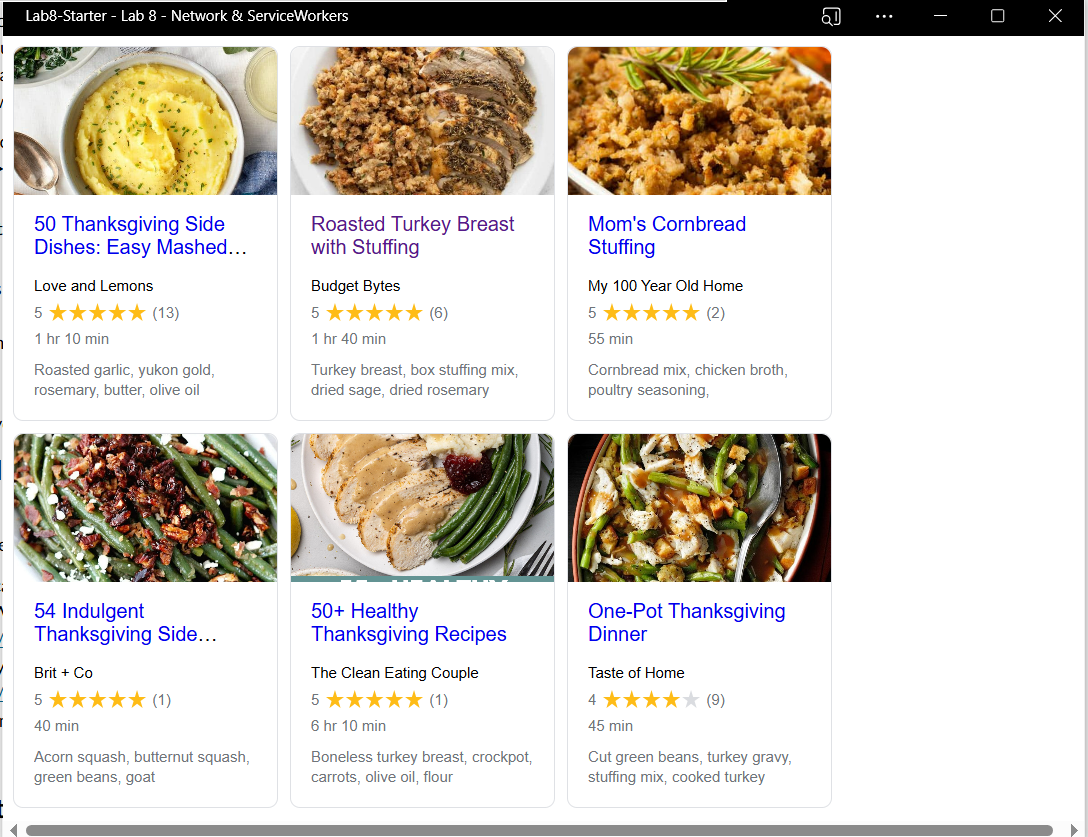 Lab8-Starter - Lab 8 - Network & ServiceWorkers
50 Thanksgiving Side
Dishes: Easy Mashed…
Love and Lemons
5 ★★★★★ (13)
1 hr 10 min
Roasted garlic, yukon gold,
rosemary, butter, olive oil
Roasted Turkey Breast
with Stuffing
Budget Bytes
5 ★★★★★ (6)
1 hr 40 min
Turkey breast, box stuffing mix,
dried sage, dried rosemary
Mom's Cornbread
Stuffing
My 100 Year Old Home
5 ★★★★★ (2)
55 min
Cornbread mix, chicken broth,
poultry seasoning,
54 Indulgent
Thanksgiving Side…
Brit + Co
5 ★★★★★ (1)
40 min
Acorn squash, butternut squash,
green beans, goat
50+ Healthy
Thanksgiving Recipes
The Clean Eating Couple
5 ★★★★★ (1)
6 hr 10 min
Boneless turkey breast, crockpot,
carrots, olive oil, flour
One-Pot Thanksgiving
Dinner
Taste of Home
4 ★★★★★ (9)
45 min
Cut green beans, turkey gravy,
stuffing mix, cooked turkey